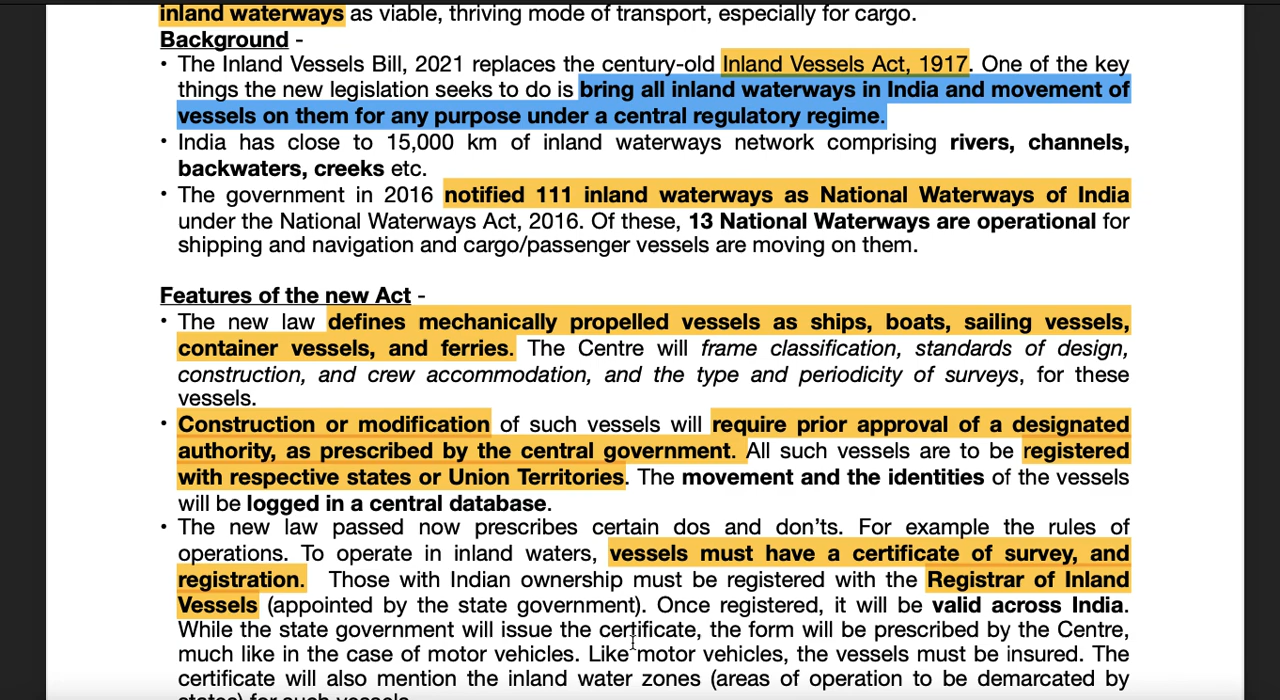 inland waterways as viable, thriving mode of transport, especially for cargo.
Background -
• The Inland Vessels Bill, 2021 replaces the century-old Inland Vessels Act, 1917. One of the key
things the new legislation seeks to do is bring all inland waterways in India and movement of
vessels on them for any purpose under a central regulatory regime.
• India has close to 15,000 km of inland waterways network comprising rivers, channels,
backwaters, creeks etc.
• The government in 2016 notified 111 inland waterways as National Waterways of India
under the National Waterways Act, 2016. Of these, 13 National Waterways are operational for
shipping and navigation and cargo/passenger vessels are moving on them.
Features of the new Act -
• The new law defines mechanically propelled vessels as ships, boats, sailing vessels,
container vessels, and ferries. The Centre will frame classification, standards of design,
construction, and crew accommodation, and the type and periodicity of surveys, for these
vessels.
• Construction or modification of such vessels will require prior approval of a designated
authority, as prescribed by the central government. All such vessels are to be registered
with respective states or Union Territories. The movement and the identities of the vessels
will be logged in a central database.
• The new law passed now prescribes certain dos and don'ts. For example the rules of
operations. To operate in inland waters, vessels must have a certificate of survey, and
registration. Those with Indian ownership must be registered with the Registrar of Inland
Vessels (appointed by the state government). Once registered, it will be valid across India.
While the state government will issue the certificate, the form will be prescribed by the Centre,
much like in the case of motor vehicles. Like motor vehicles, the vessels must be insured. The
certificate will also mention the inland water zones (areas of operation to be demarcated by
states) for such vessels.